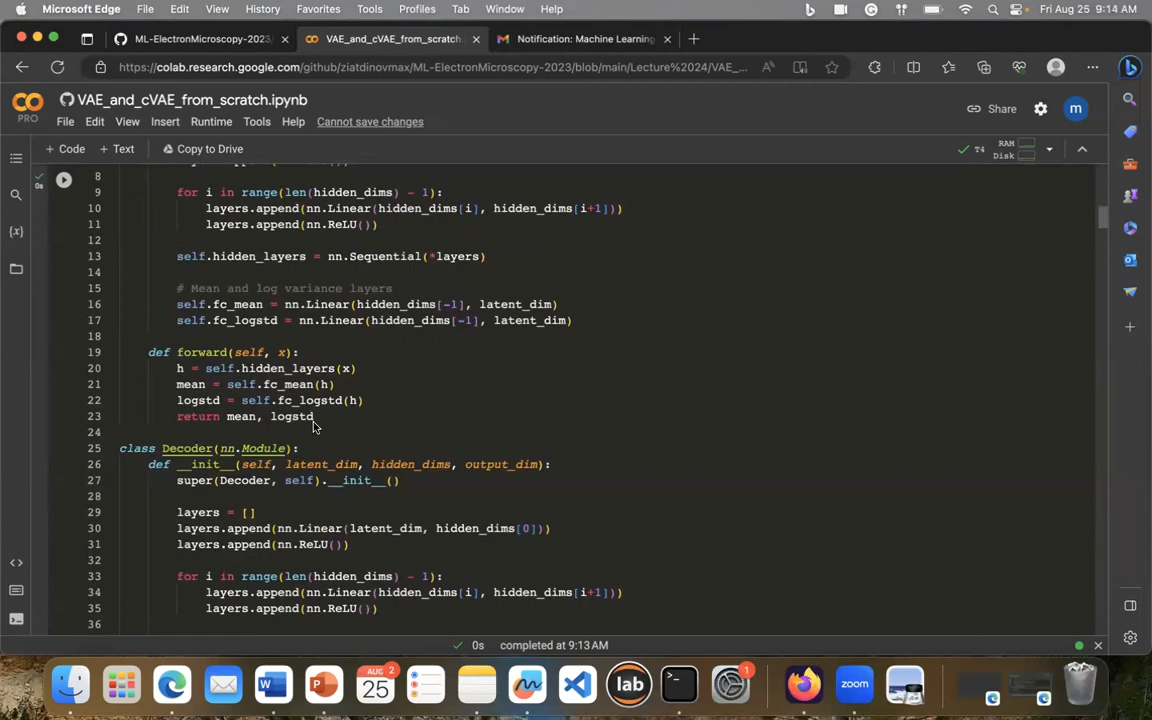 Microsoft Edge File Edit View History Favorites Tools Profiles Tab Window Help Fri Aug 25 9:14 AM
ML-ElectronMicroscopy-2023/ VAE_and_cVAE_from_scratch. Notification: Machine Learning
https://colab.research.google.com/github/ziatdinovmax/ML-ElectronMicroscopy-2023/blob/main/Lecture%2024/VAE_...
VAE_and_cVAE_from_scratch.ipynb
PRO
File Edit View Insert Runtime Tools Help Cannot save changes
Share
m
+ Code + Text Copy to Drive
T4 RAM
Disk
0s
8
9 for i in range(len(hidden_dims) - 1):
10 layers.append(nn.Linear(hidden_dims[i], hidden_dims[i+1]))
11 layers.append(nn.ReLU())
12
13 self.hidden_layers = nn.Sequential(*layers)
14
15 # Mean and log variance layers
16 self.fc_mean = nn.Linear(hidden_dims[-1], latent_dim)
17 self.fc_logstd = nn.Linear(hidden_dims[-1], latent_dim)
18
19 def forward(self, x):
20 h = self.hidden_layers(x)
21 mean = self.fc_mean(h)
22 logstd = self.fc_logstd(h)
23 return mean, logstd
24
25 class Decoder(nn.Module):
26 def __init__(self, latent_dim, hidden_dims, output_dim):
27 super(Decoder, self).__init__()
28
29 layers = []
30 layers.append(nn.Linear(latent_dim, hidden_dims[0]))
31 layers.append(nn.ReLU())
32
33 for i in range(len(hidden_dims) - 1):
34 layers.append(nn.Linear(hidden_dims[i], hidden_dims[i+1]))
35 layers.append(nn.ReLU())
36
0s completed at 9:13 AM
AUG 2
25
W
P
lab
1
zoom